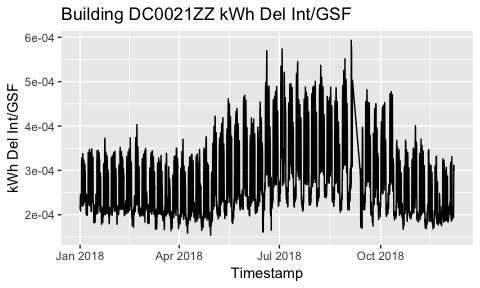 Building DC0021ZZ kWh Del Int/GSF
kWh Del Int/GSF
6e-04
5e-04
4e-04
3e-04
2e-04
Jan 2018
Apr 2018
Jul 2018
Oct 2018
Timestamp